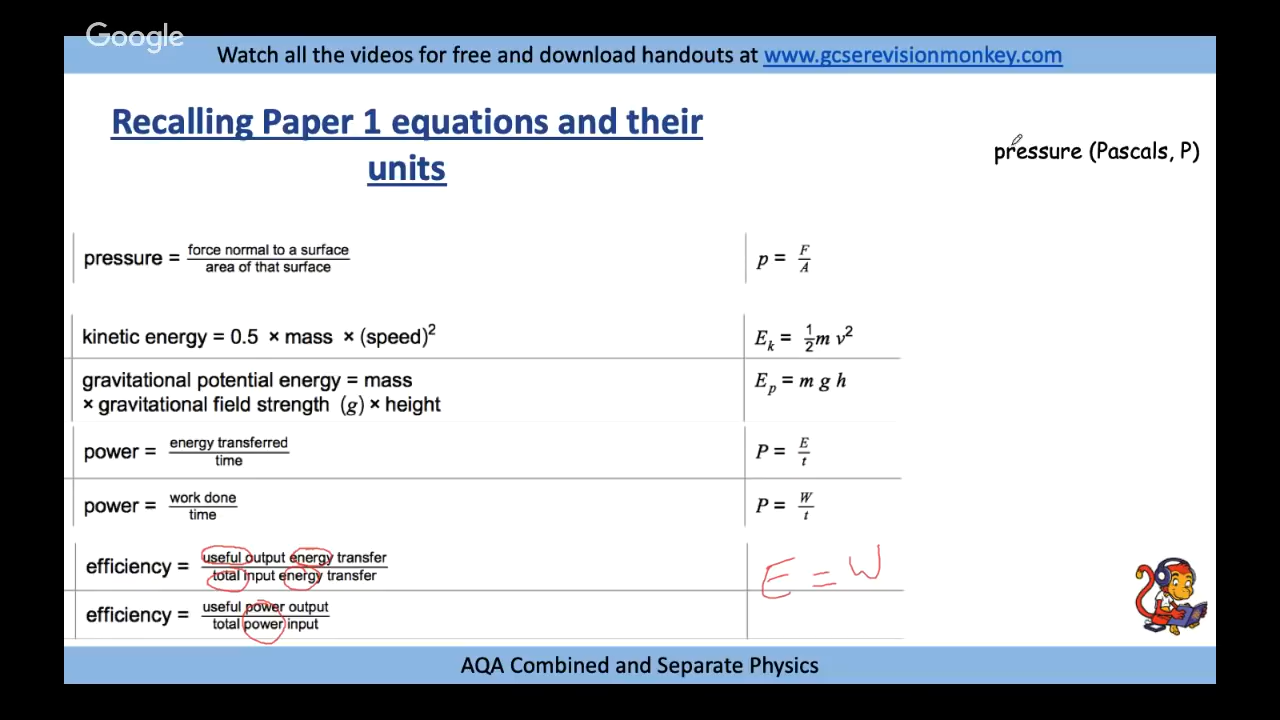 Google
Watch all the videos for free and download handouts at www.gcserevisionmonkey.com
Recalling Paper 1 equations and their
units
pressure (Pascals, P)
pressure = force normal to a surface / area of that surface
p = F / A
kinetic energy = 0.5 × mass × (speed)²
Eₖ = 1/2 m v²
gravitational potential energy = mass
× gravitational field strength (g) × height
Eₚ = m g h
power = energy transferred / time
P = E / t
power = work done / time
P = W / t
efficiency = useful output energy transfer / total input energy transfer
E = W
efficiency = useful power output / total power input
AQA Combined and Separate Physics